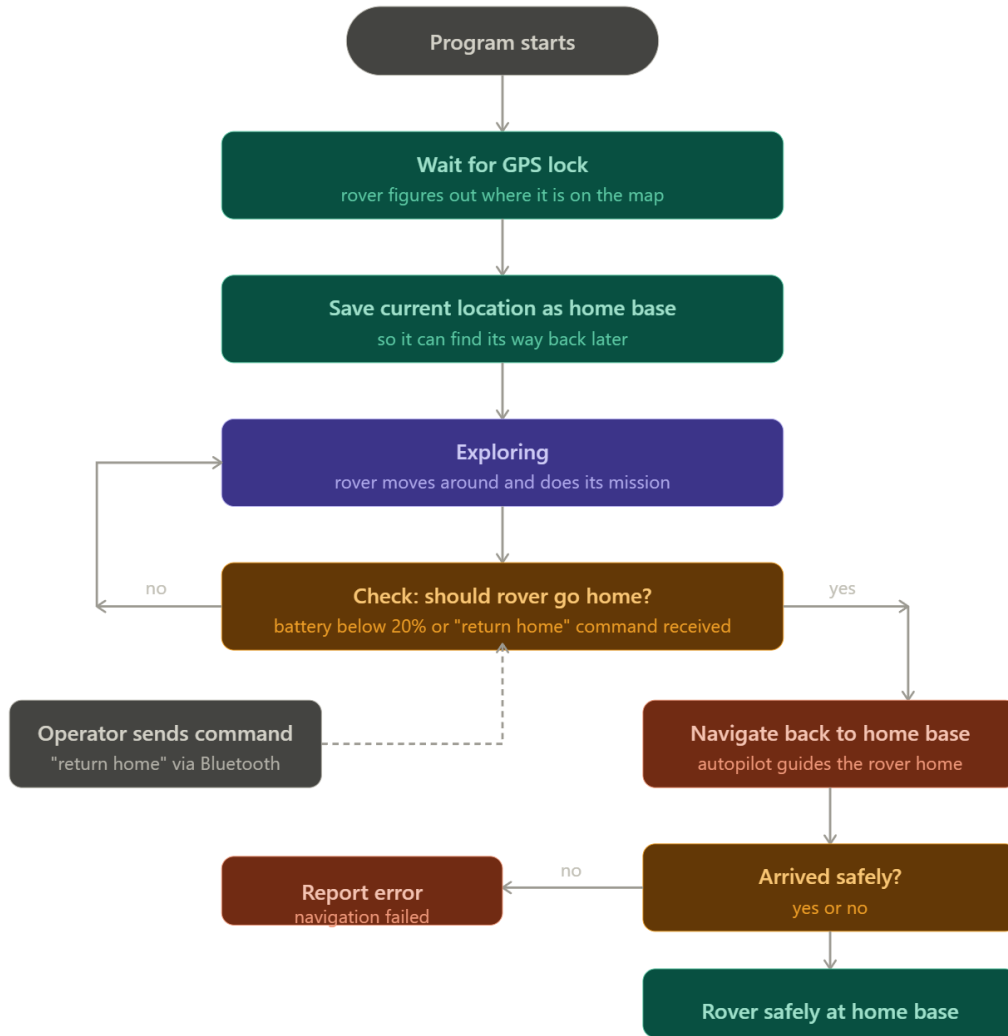 Program starts
Wait for GPS lock
rover figures out where it is on the map
Save current location as home base
so it can find its way back later
Exploring
rover moves around and does its mission
no
Check: should rover go home?
yes
battery below 20% or "return home" command received
Operator sends command
"return home" via Bluetooth
Navigate back to home base
autopilot guides the rover home
Arrived safely?
yes or no
no
Report error
navigation failed
Rover safely at home base